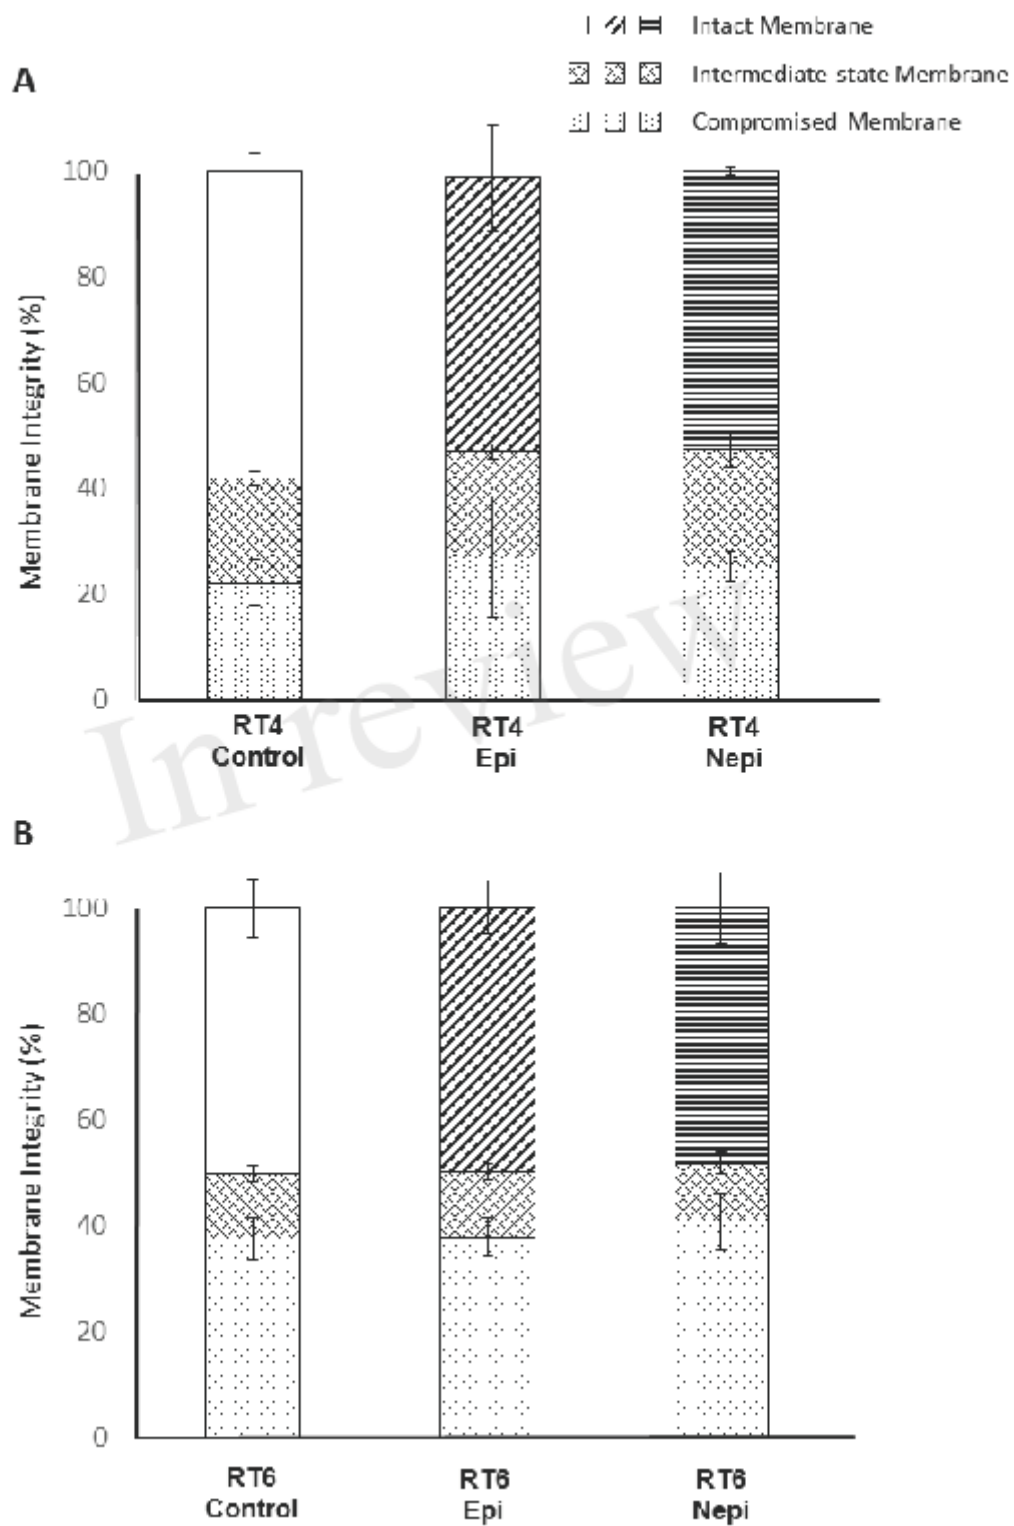 Intact Membrane
A
Intermediate-state Membrane
Compromised Membrane
100
80
60
40
20
0
Membrane Integrity (%)
RT4
Control
RT4
Epi
RT4
Nepi
In review
B
100
80
60
40
20
0
Membrane Integrity (%)
RT6
Control
RT6
Epi
RT6
Nepi